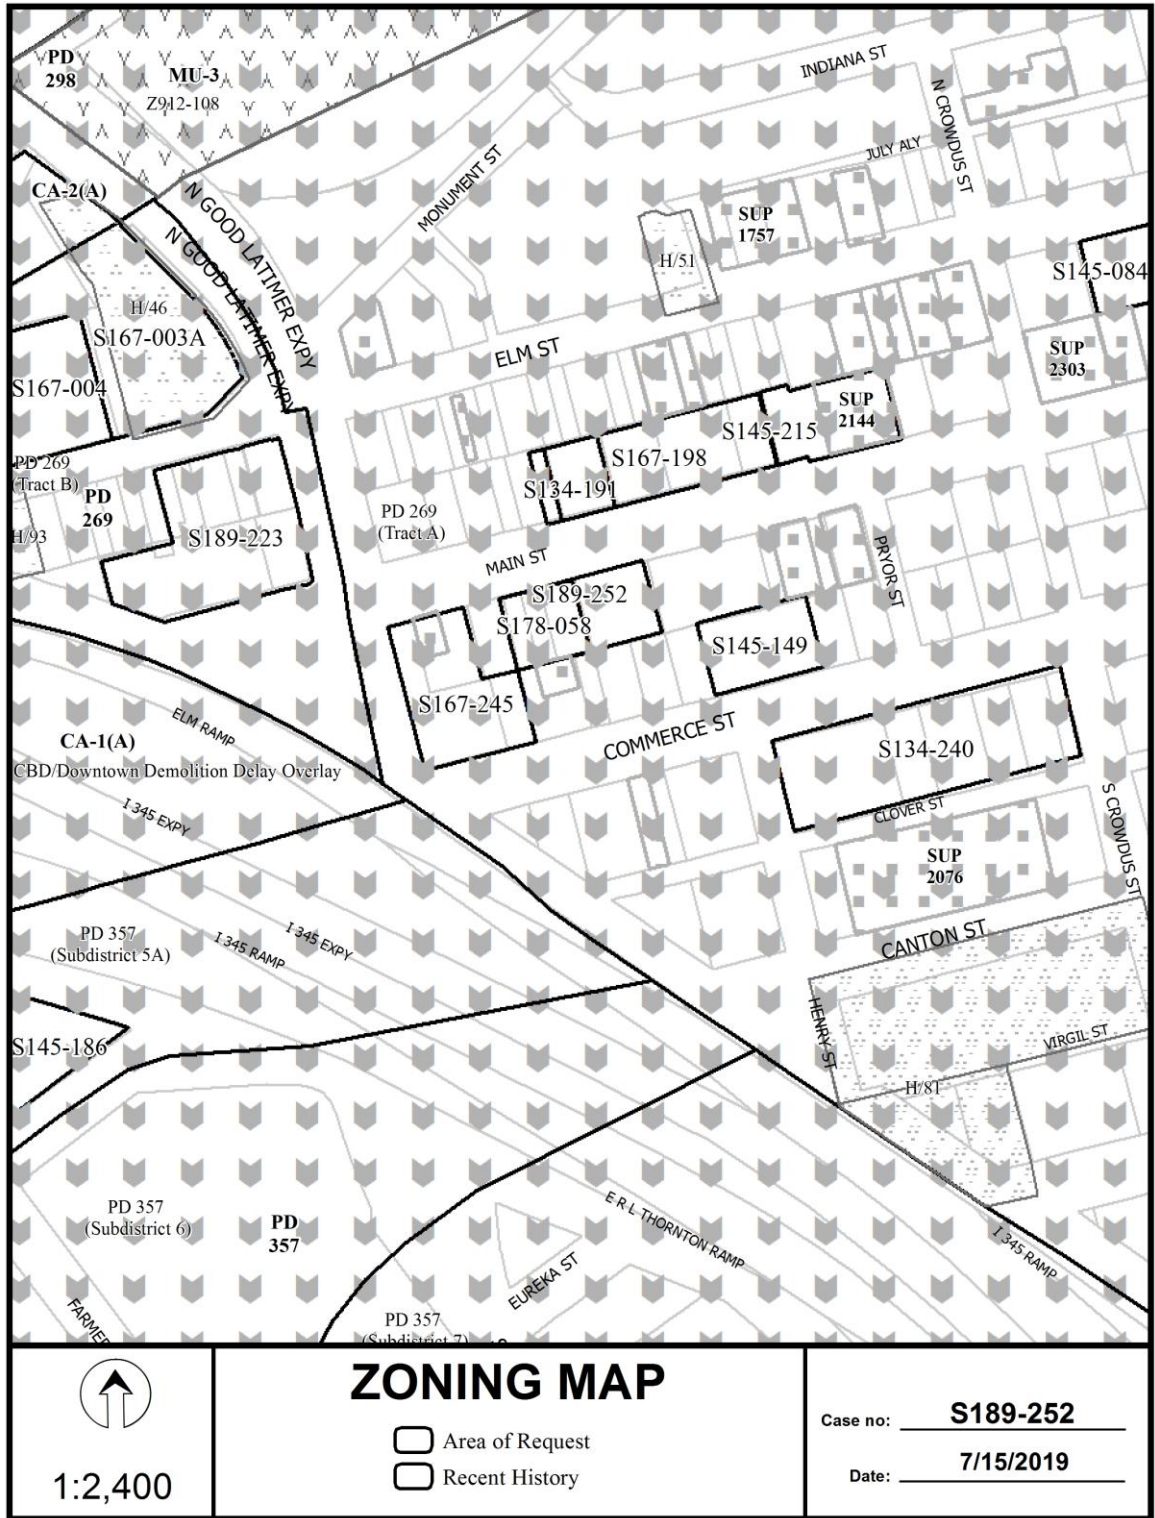 INDIANA ST
PD
298
MU-3
Z912-108
N CROWDUS ST
JULY ALY
CA-2(A)
N GOOD LATIMER EXPY
N GOOD LATIMER EXPY
MONUMENT ST
SUP
1757
H/51
S145-084
H/46
S167-003A
ELM ST
SUP
2303
S167-004
SUP
2144
S145-215
S167-198
PD 269
(Tract B)
PD
269
S134-191
H/93
S189-223
PD 269
(Tract A)
MAIN ST
PRYOR ST
S189-252
S178-058
S145-149
S167-245
ELM RAMP
COMMERCE ST
CA-1(A)
CBD/Downtown Demolition Delay Overlay
S134-240
I 345 EXPY
CLOVER ST
S CROWDUS ST
SUP
2076
PD 357
(Subdistrict 5A)
I 345 RAMP
I 345 EXPY
CANTON ST
HENRY ST
VIRGIL ST
S145-186
H/81
PD 357
(Subdistrict 6)
PD
357
E R L THORNTON RAMP
I 345 RAMP
EUREKA ST
FARMER
PD 357
(Subdistrict 7)
ZONING MAP
Area of Request
Recent History
1:2,400
Case no: S189-252
Date: 7/15/2019